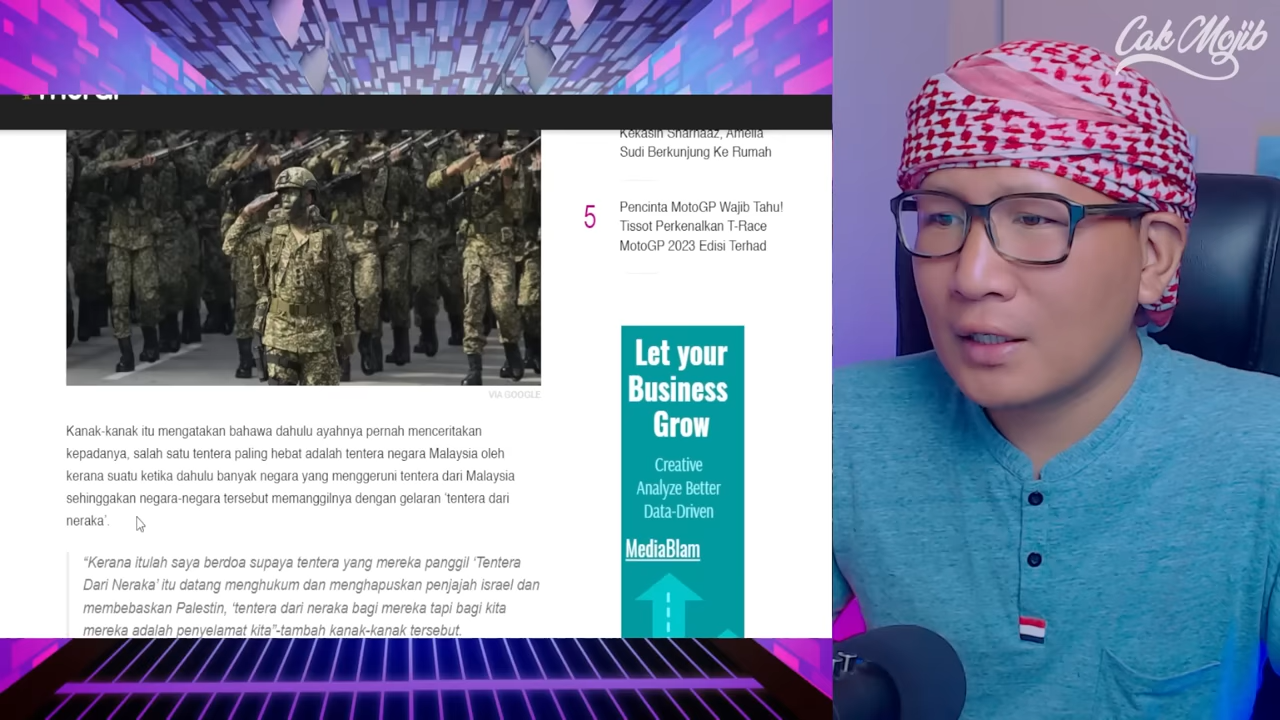 Cak Mojib
Kekasih Sharnaaz, Amelia
Sudi Berkunjung Ke Rumah
5
Pencinta MotoGP Wajib Tahu!
Tissot Perkenalkan T-Race
MotoGP 2023 Edisi Terhad
VIA GOOGLE
Kanak-kanak itu mengatakan bahawa dahulu ayahnya pernah menceritakan
kepadanya, salah satu tentera paling hebat adalah tentera negara Malaysia oleh
kerana suatu ketika dahulu banyak negara yang menggeruni tentera dari Malaysia
sehinggakan negara-negara tersebut memanggilnya dengan gelaran 'tentera dari
neraka'.
“Kerana itulah saya berdoa supaya tentera yang mereka panggil ‘Tentera
Dari Neraka’ itu datang menghukum dan menghapuskan penjajah israel dan
membebaskan Palestin, ‘tentera dari neraka bagi mereka tapi bagi kita
mereka adalah penyelamat kita”-tambah kanak-kanak tersebut.
Let your
Business
Grow
Creative
Analyze Better
Data-Driven
MediaBlam